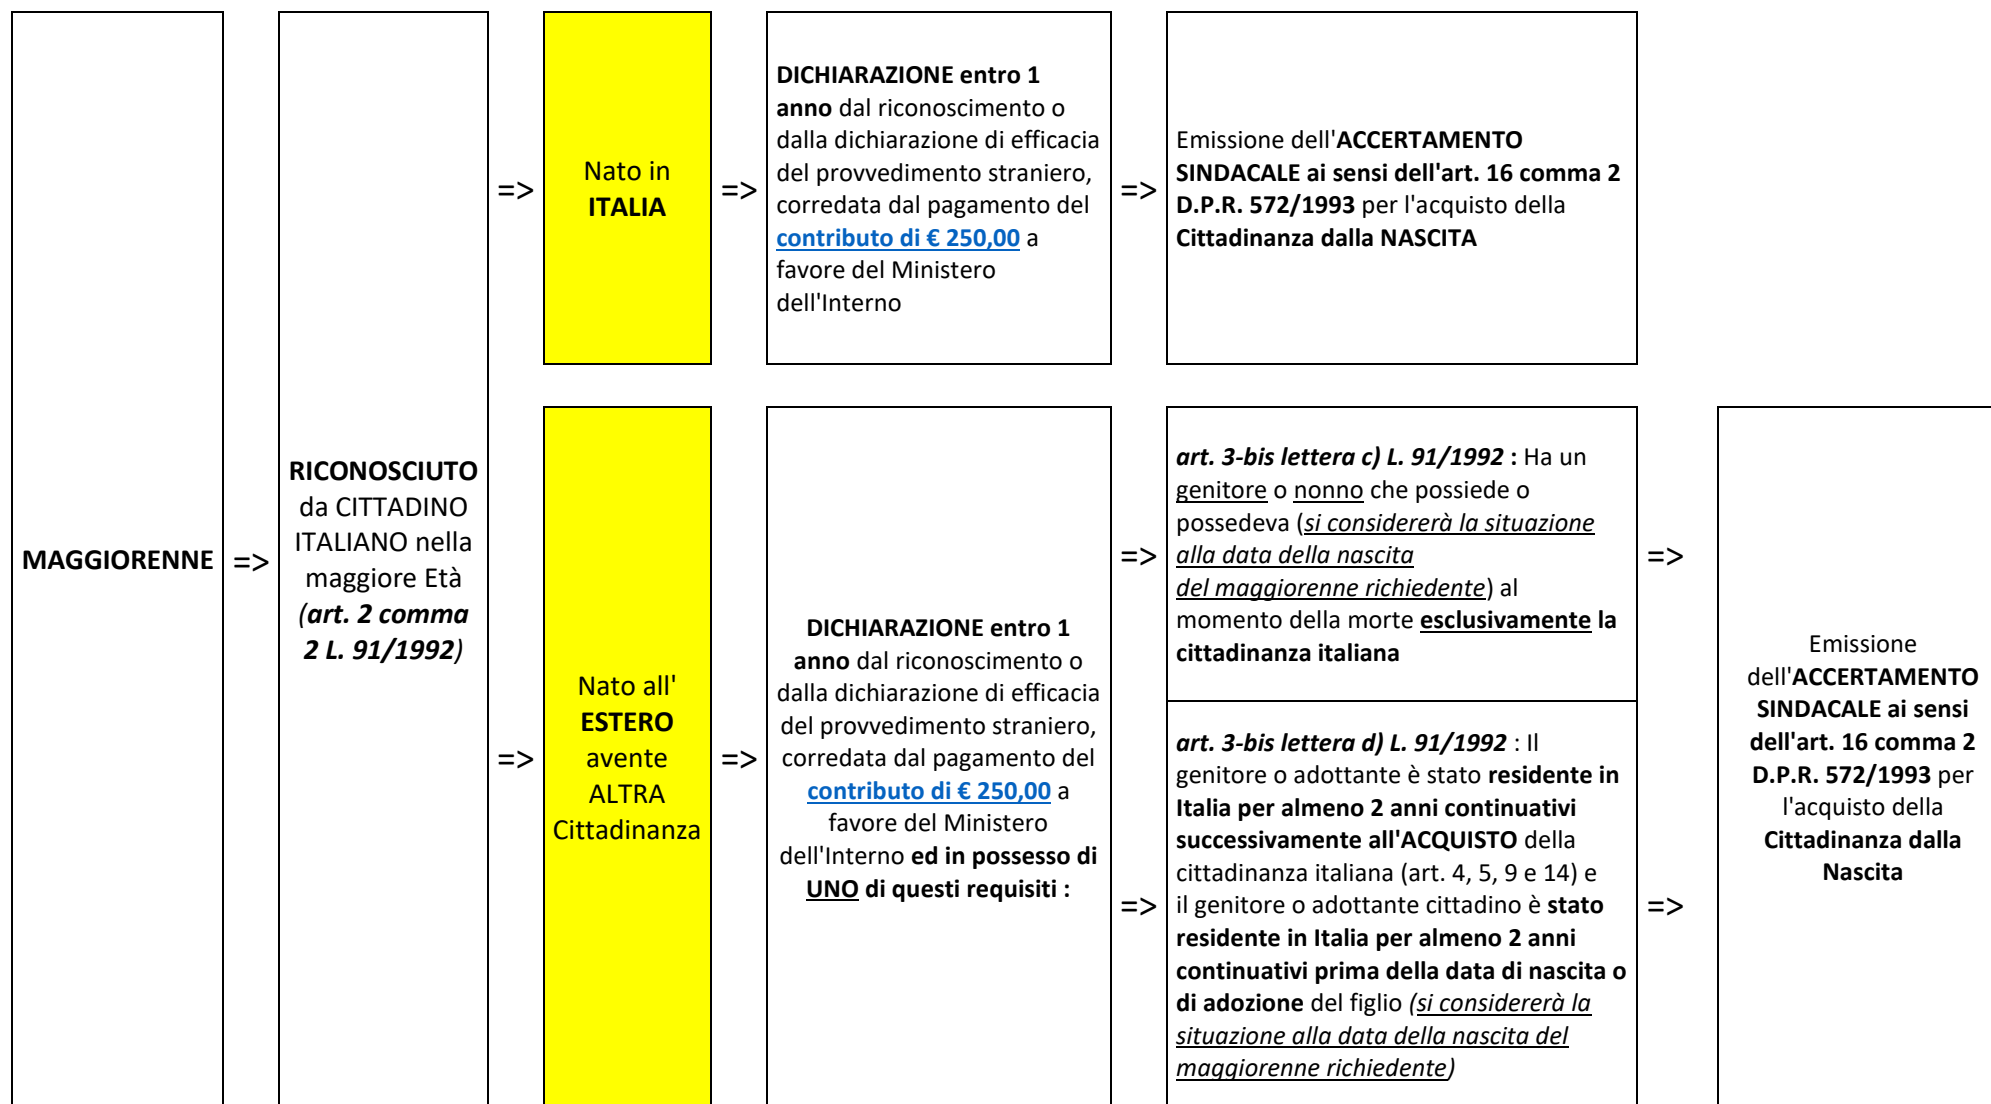 MAGGIORENNE
=>
RICONOSCIUTO
da CITTADINO
ITALIANO nella
maggiore Età
(art. 2 comma
2 L. 91/1992)
=>
Nato in
ITALIA
=>
DICHIARAZIONE entro 1
anno dal riconoscimento o
dalla dichiarazione di efficacia
del provvedimento straniero,
corredata dal pagamento del
contributo di € 250,00 a
favore del Ministero
dell'Interno
=>
Emissione dell'ACCERTAMENTO
SINDACALE ai sensi dell'art. 16 comma 2
D.P.R. 572/1993 per l'acquisto della
Cittadinanza dalla NASCITA
=>
Nato all'
ESTERO
avente
ALTRA
Cittadinanza
=>
DICHIARAZIONE entro 1
anno dal riconoscimento o
dalla dichiarazione di efficacia
del provvedimento straniero,
corredata dal pagamento del
contributo di € 250,00 a
favore del Ministero
dell'Interno ed in possesso di
UNO di questi requisiti :
=>
art. 3-bis lettera c) L. 91/1992 : Ha un
genitore o nonno che possiede o
possedeva (si considererà la situazione
alla data della nascita
del maggiorenne richiedente) al
momento della morte esclusivamente la
cittadinanza italiana
=>
=>
art. 3-bis lettera d) L. 91/1992 : Il
genitore o adottante è stato residente in
Italia per almeno 2 anni continuativi
successivamente all'ACQUISTO della
cittadinanza italiana (art. 4, 5, 9 e 14) e
il genitore o adottante cittadino è stato
residente in Italia per almeno 2 anni
continuativi prima della data di nascita o
di adozione del figlio (si considererà la
situazione alla data della nascita del
maggiorenne richiedente)
=>
Emissione
dell'ACCERTAMENTO
SINDACALE ai sensi
dell'art. 16 comma 2
D.P.R. 572/1993 per
l'acquisto della
Cittadinanza dalla
Nascita